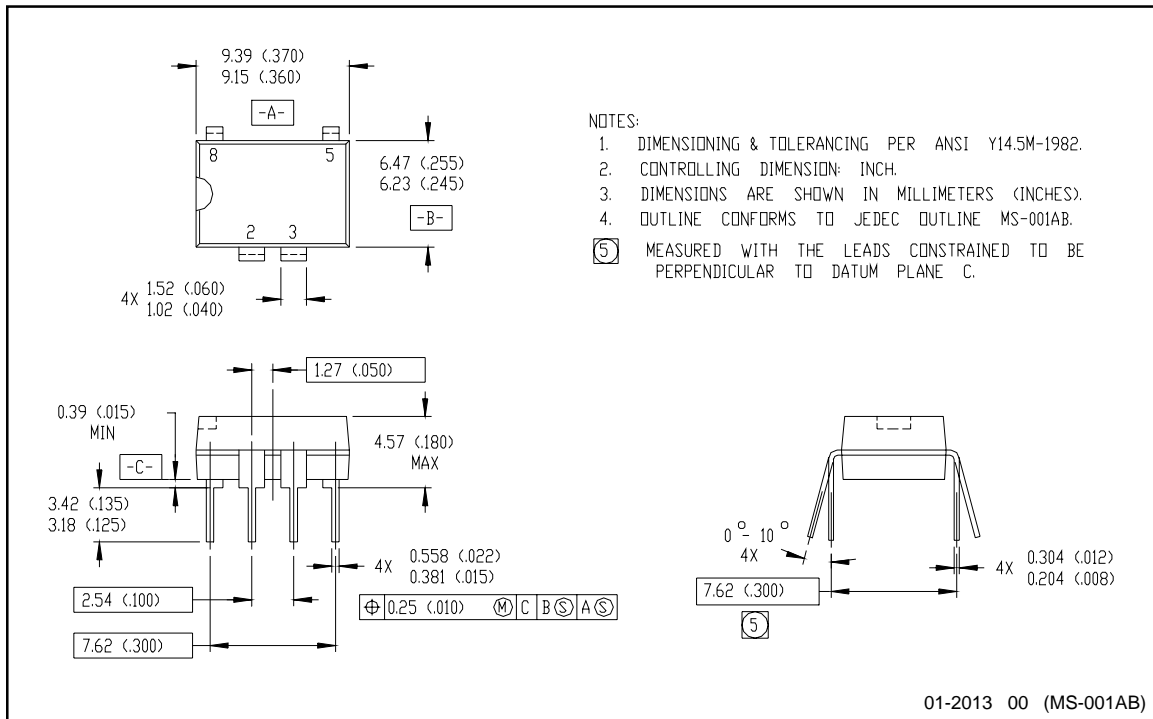 9.39 (.370)
9.15 (.360)
-A-
8 5
6.47 (.255)
6.23 (.245)
-B-
2 3
4X 1.52 (.060)
1.02 (.040)
NOTES:
1. DIMENSIONING & TOLERANCING PER ANSI Y14.5M-1982.
2. CONTROLLING DIMENSION: INCH.
3. DIMENSIONS ARE SHOWN IN MILLIMETERS (INCHES).
4. OUTLINE CONFORMS TO JEDEC OUTLINE MS-001AB.
5 MEASURED WITH THE LEADS CONSTRAINED TO BE
PERPENDICULAR TO DATUM PLANE C.
1.27 (.050)
0.39 (.015)
MIN
-C-
4.57 (.180)
MAX
3.42 (.135)
3.18 (.125)
4X 0.558 (.022)
0.381 (.015)
2.54 (.100)
⌖ 0.25 (.010) Ⓜ C B Ⓢ A Ⓢ
7.62 (.300)
0° - 10°
4X
4X 0.304 (.012)
0.204 (.008)
7.62 (.300)
5
01-2013 00 (MS-001AB)